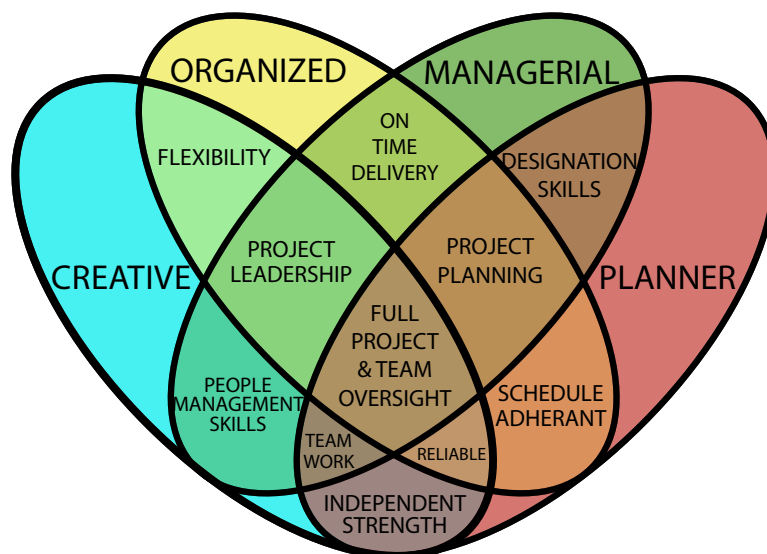 ORGANIZED
MANAGERIAL
CREATIVE
PLANNER
FLEXIBILITY
ON
TIME
DELIVERY
DESIGNATION
SKILLS
PROJECT
LEADERSHIP
PROJECT
PLANNING
FULL
PROJECT
& TEAM
OVERSIGHT
PEOPLE
MANAGEMENT
SKILLS
SCHEDULE
ADHERANT
TEAM
WORK
RELIABLE
INDEPENDENT
STRENGTH